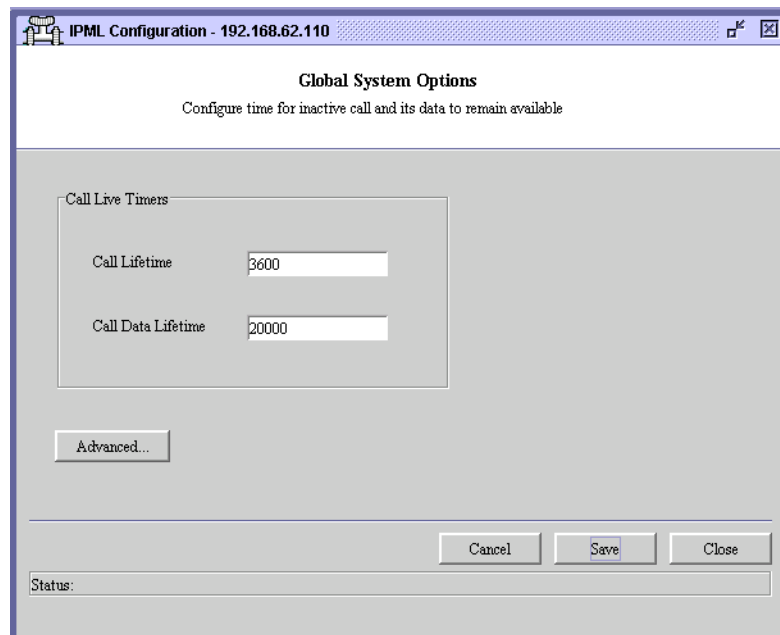 IPML Configuration - 192.168.62.110
Global System Options
Configure time for inactive call and its data to remain available
Call Live Timers
Call Lifetime 3600
Call Data Lifetime 20000
Advanced...
Cancel Save Close
Status: